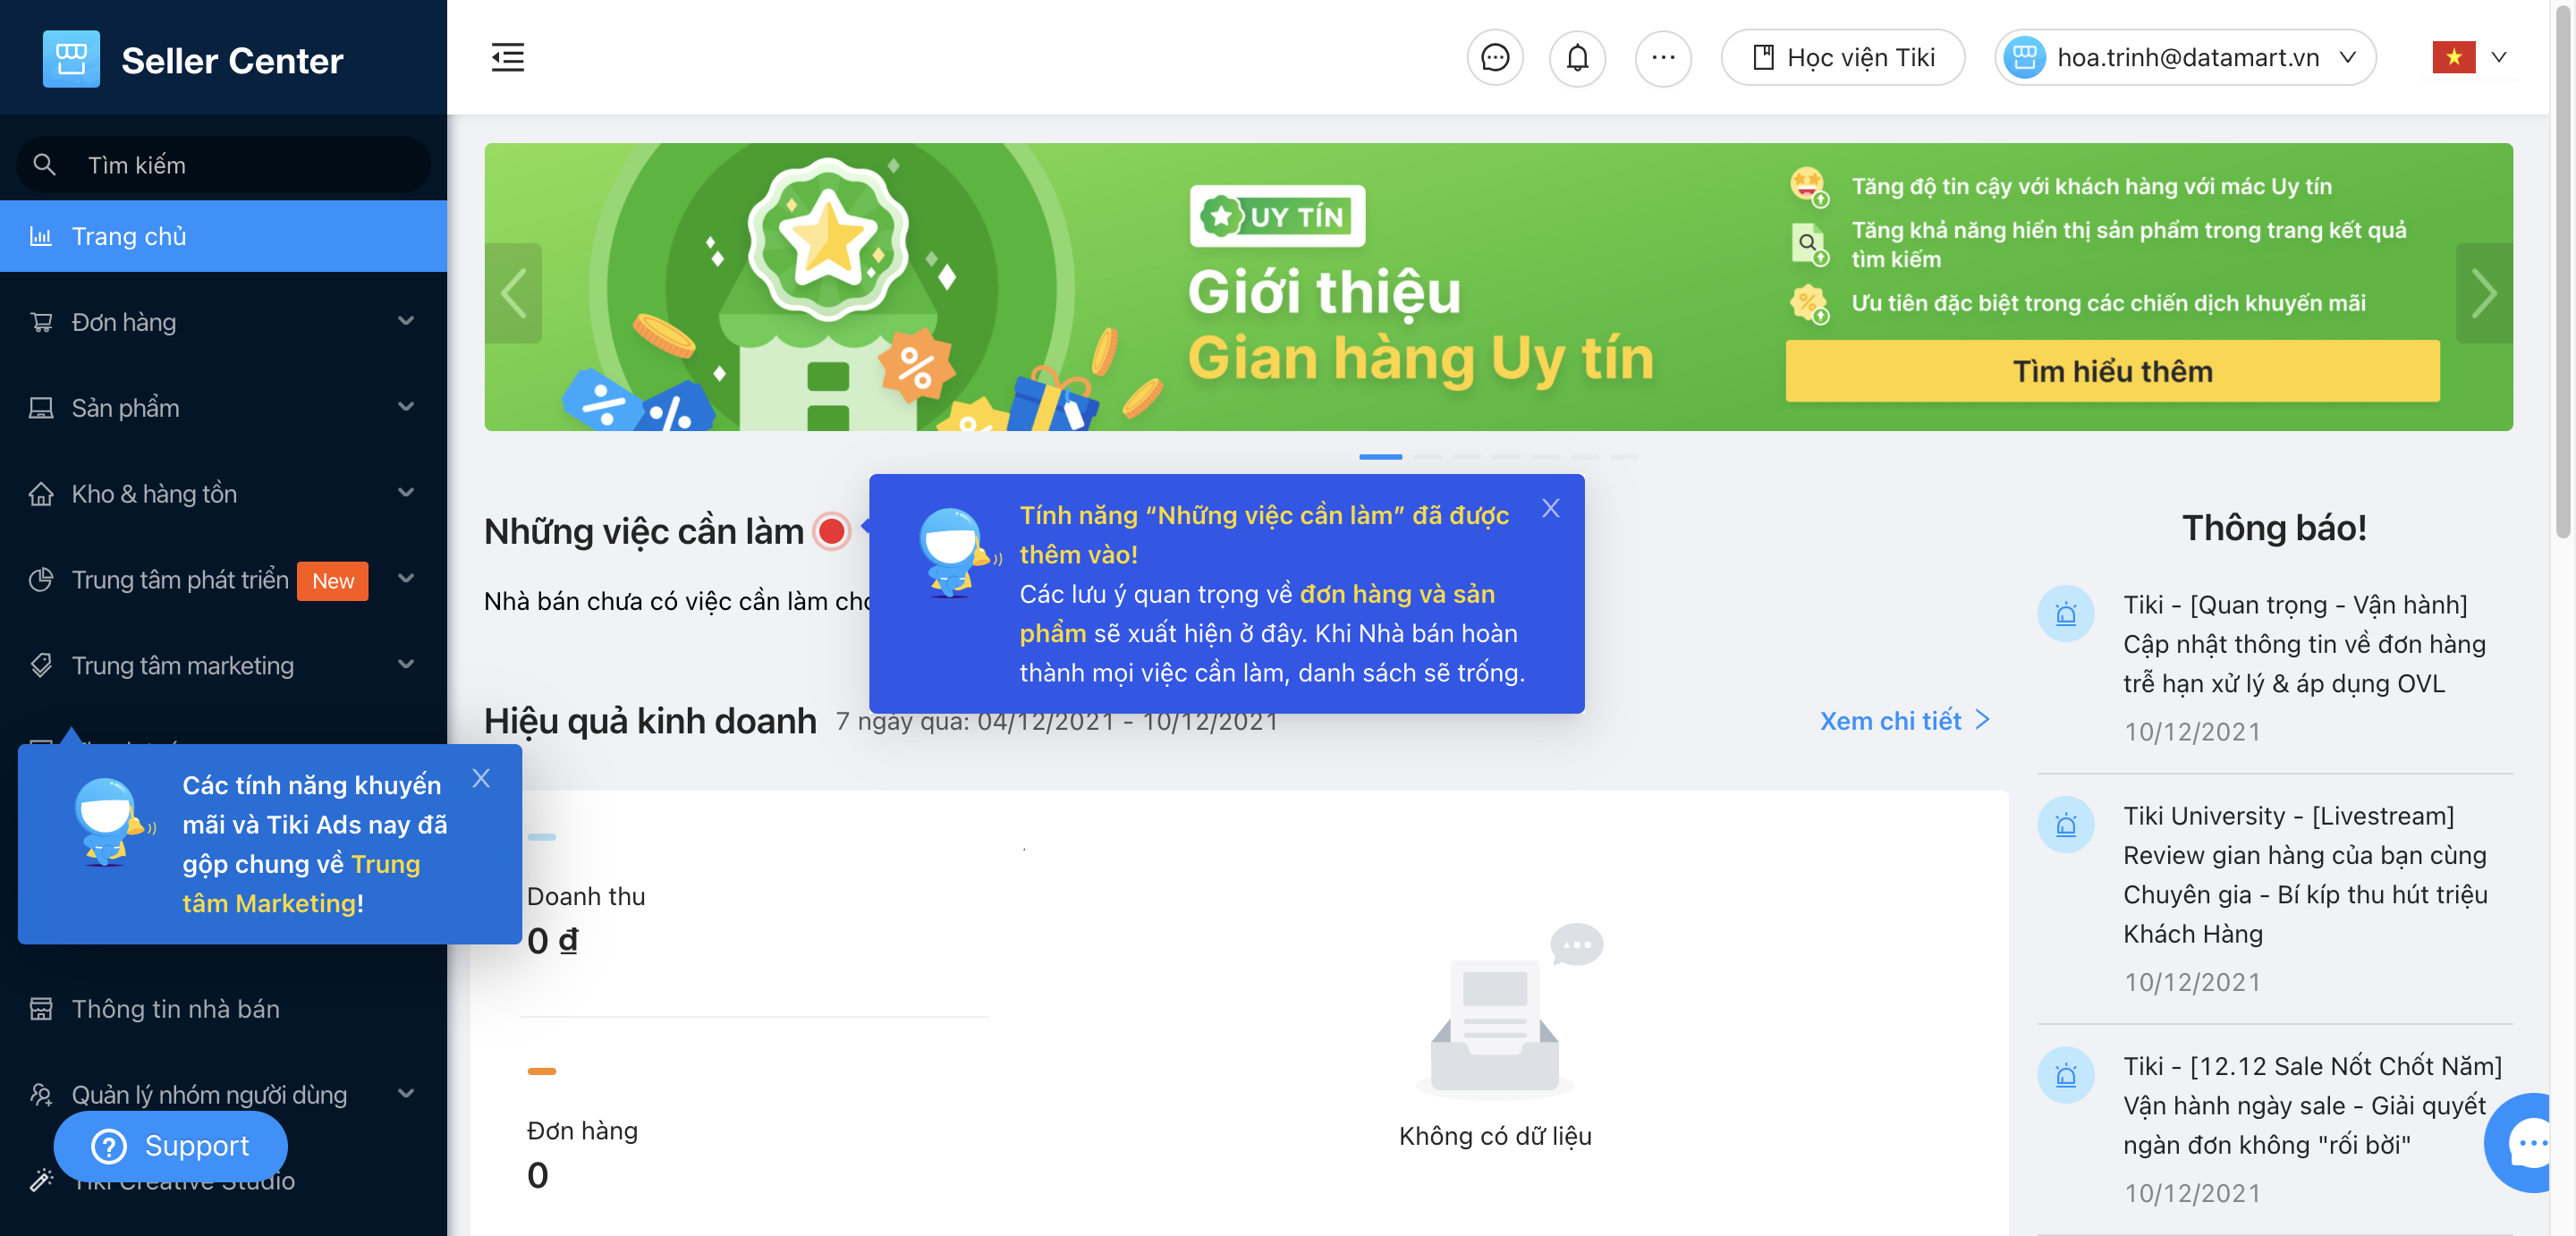 Seller Center
Tìm kiếm
Trang chủ
Đơn hàng
Sản phẩm
Kho & hàng tồn
Trung tâm phát triển New
Trung tâm marketing
Các tính năng khuyến
mãi và Tiki Ads nay đã
gộp chung về Trung
tâm Marketing!
Thông tin nhà bán
Quản lý nhóm người dùng
Support
Tiki Creative Studio
Học viện Tiki
hoa.trinh@datamart.vn
UY TÍN
Giới thiệu
Gian hàng Uy tín
Tăng độ tin cậy với khách hàng với mác Uy tín
Tăng khả năng hiển thị sản phẩm trong trang kết quả
tìm kiếm
Ưu tiên đặc biệt trong các chiến dịch khuyến mãi
Tìm hiểu thêm
Những việc cần làm
Nhà bán chưa có việc cần làm
Tính năng “Những việc cần làm” đã được
thêm vào!
Các lưu ý quan trọng về đơn hàng và sản
phẩm sẽ xuất hiện ở đây. Khi Nhà bán hoàn
thành mọi việc cần làm, danh sách sẽ trống.
Hiệu quả kinh doanh 7 ngày qua: 04/12/2021 - 10/12/2021
Xem chi tiết
Doanh thu
0 ₫
Đơn hàng
0
Không có dữ liệu
Thông báo!
Tiki - [Quan trọng - Vận hành]
Cập nhật thông tin về đơn hàng
trễ hạn xử lý & áp dụng OVL
10/12/2021
Tiki University - [Livestream]
Review gian hàng của bạn cùng
Chuyên gia - Bí kíp thu hút triệu
Khách Hàng
10/12/2021
Tiki - [12.12 Sale Nốt Chốt Năm]
Vận hành ngày sale - Giải quyết
ngàn đơn không "rối bời"
10/12/2021